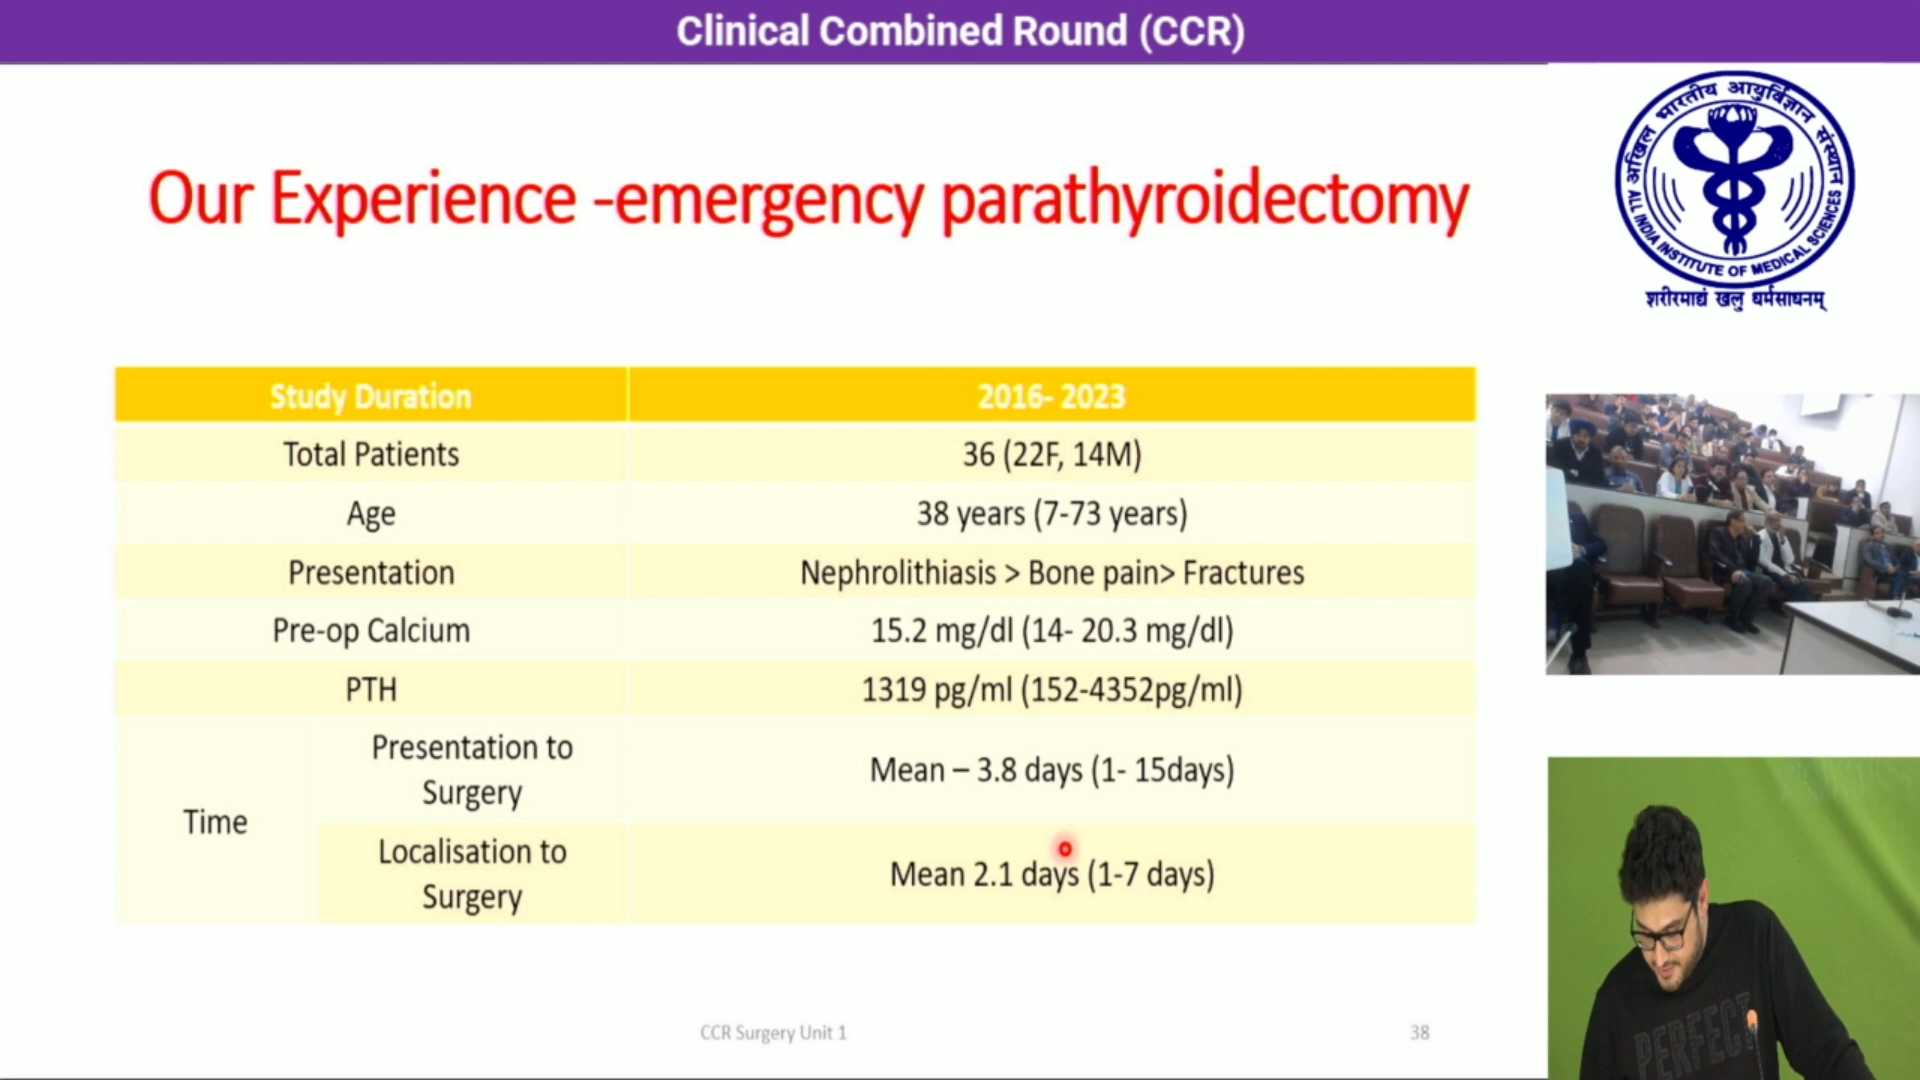 Clinical Combined Round (CCR)
अखिल भारतीय आयुर्विज्ञान संस्थान
ALL INDIA INSTITUTE OF MEDICAL SCIENCES
शरीरमाद्यं खलु धर्मसाधनम्
Our Experience -emergency parathyroidectomy
Study Duration 2016- 2023
Total Patients 36 (22F, 14M)
Age 38 years (7-73 years)
Presentation Nephrolithiasis > Bone pain> Fractures
Pre-op Calcium 15.2 mg/dl (14- 20.3 mg/dl)
PTH 1319 pg/ml (152-4352pg/ml)
Time
Presentation to
Surgery
Mean – 3.8 days (1- 15days)
Localisation to
Surgery
Mean 2.1 days (1-7 days)
CCR Surgery Unit 1 38
PERFECT